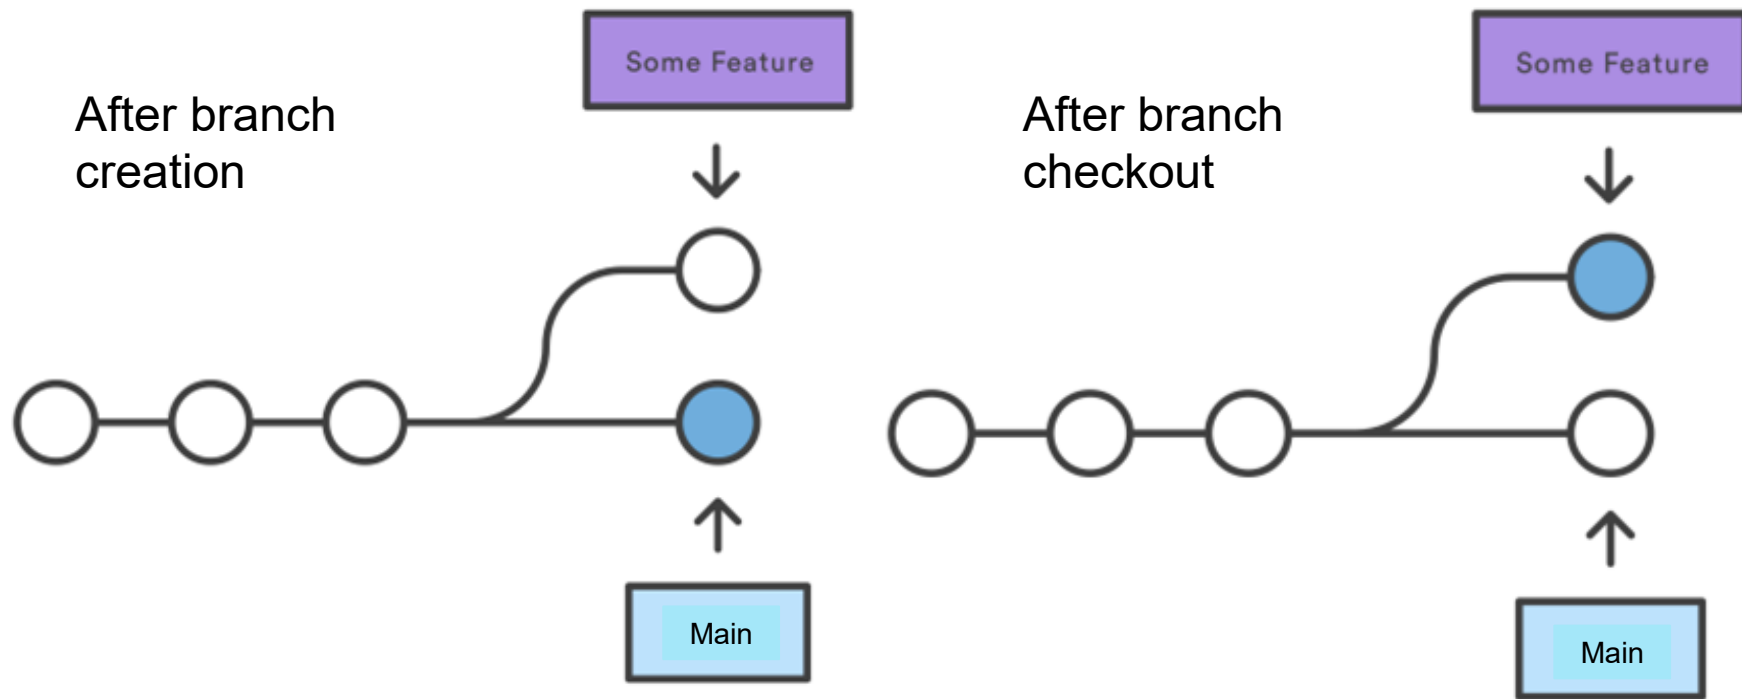 Some Feature
After branch
creation
Main
Some Feature
After branch
checkout
Main